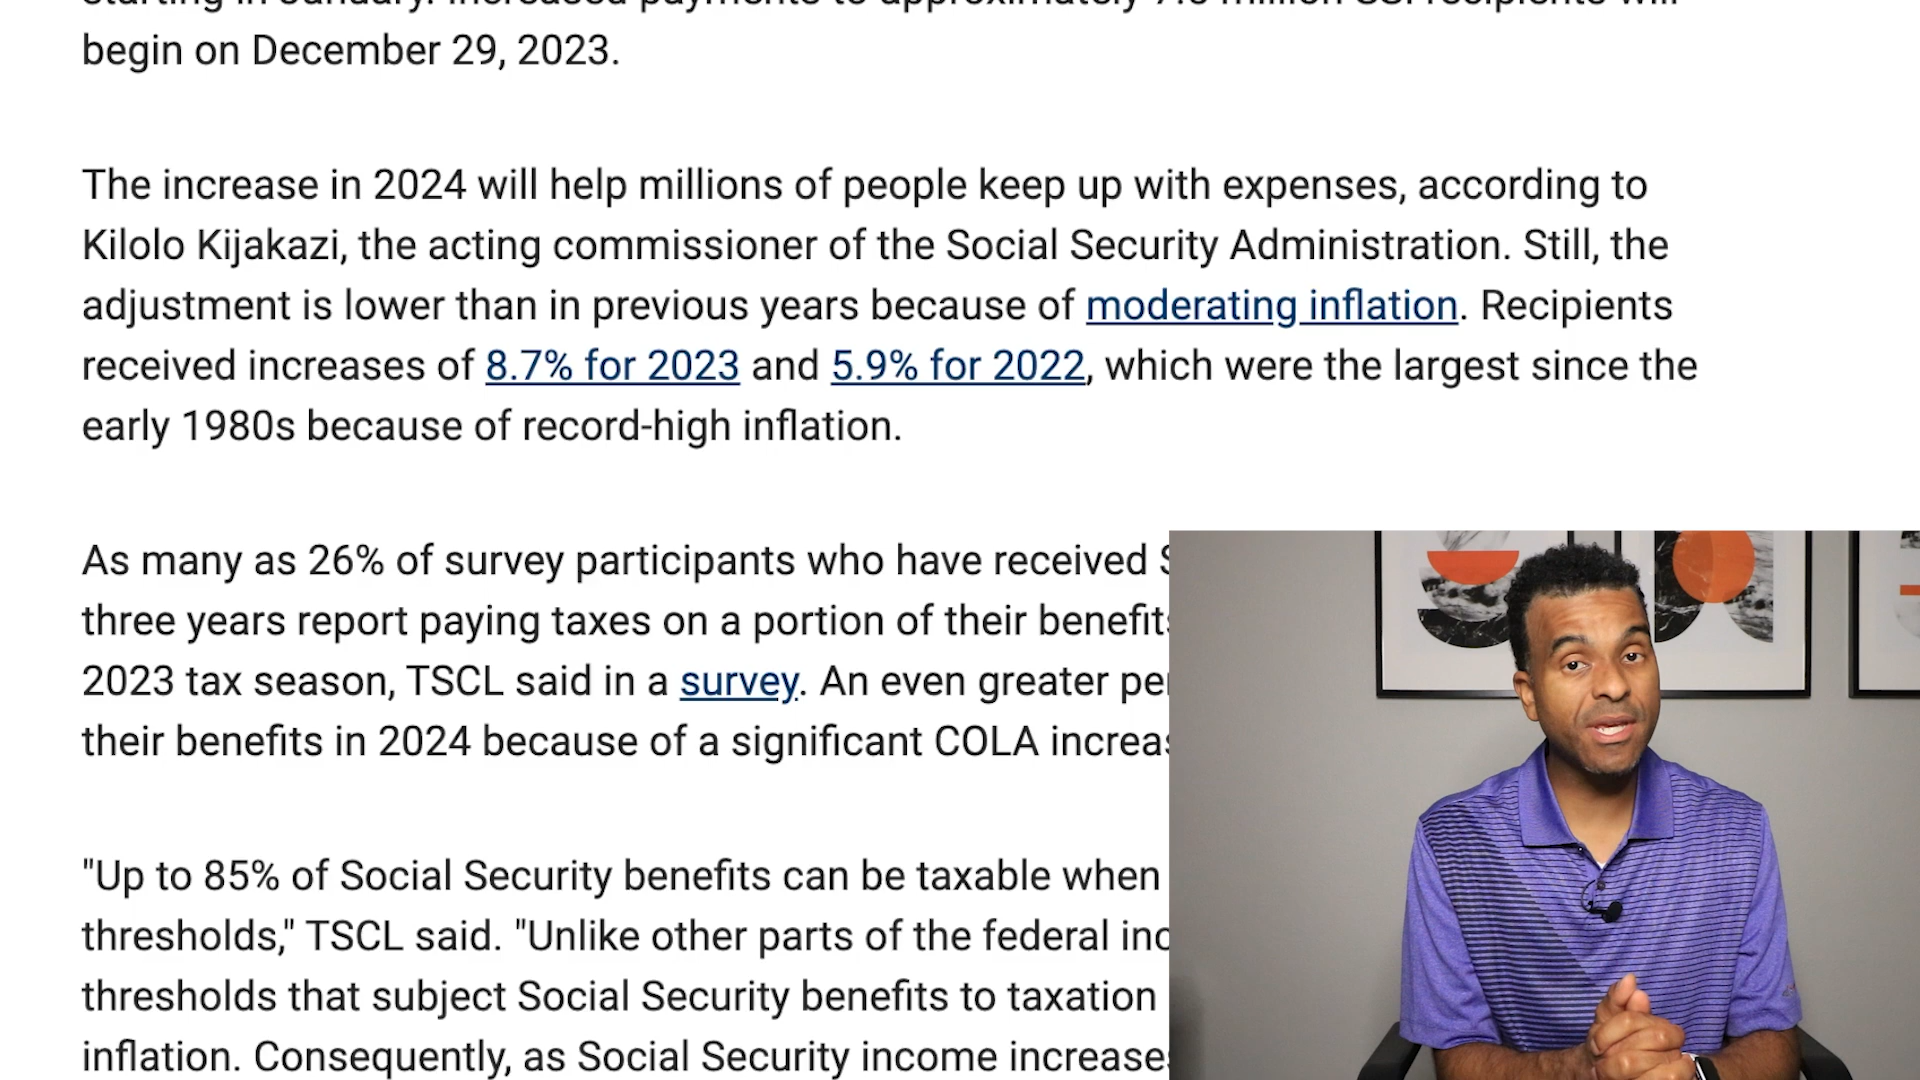 begin on December 29, 2023.
The increase in 2024 will help millions of people keep up with expenses, according to
Kilolo Kijakazi, the acting commissioner of the Social Security Administration. Still, the
adjustment is lower than in previous years because of moderating inflation. Recipients
received increases of 8.7% for 2023 and 5.9% for 2022, which were the largest since the
early 1980s because of record-high inflation.
As many as 26% of survey participants who have received
three years report paying taxes on a portion of their
2023 tax season, TSCL said in a survey. An even greater
their benefits in 2024 because of a significant COLA
"Up to 85% of Social Security benefits can be taxable when
thresholds," TSCL said. "Unlike other parts of the federal
thresholds that subject Social Security benefits to taxation
inflation. Consequently, as Social Security income